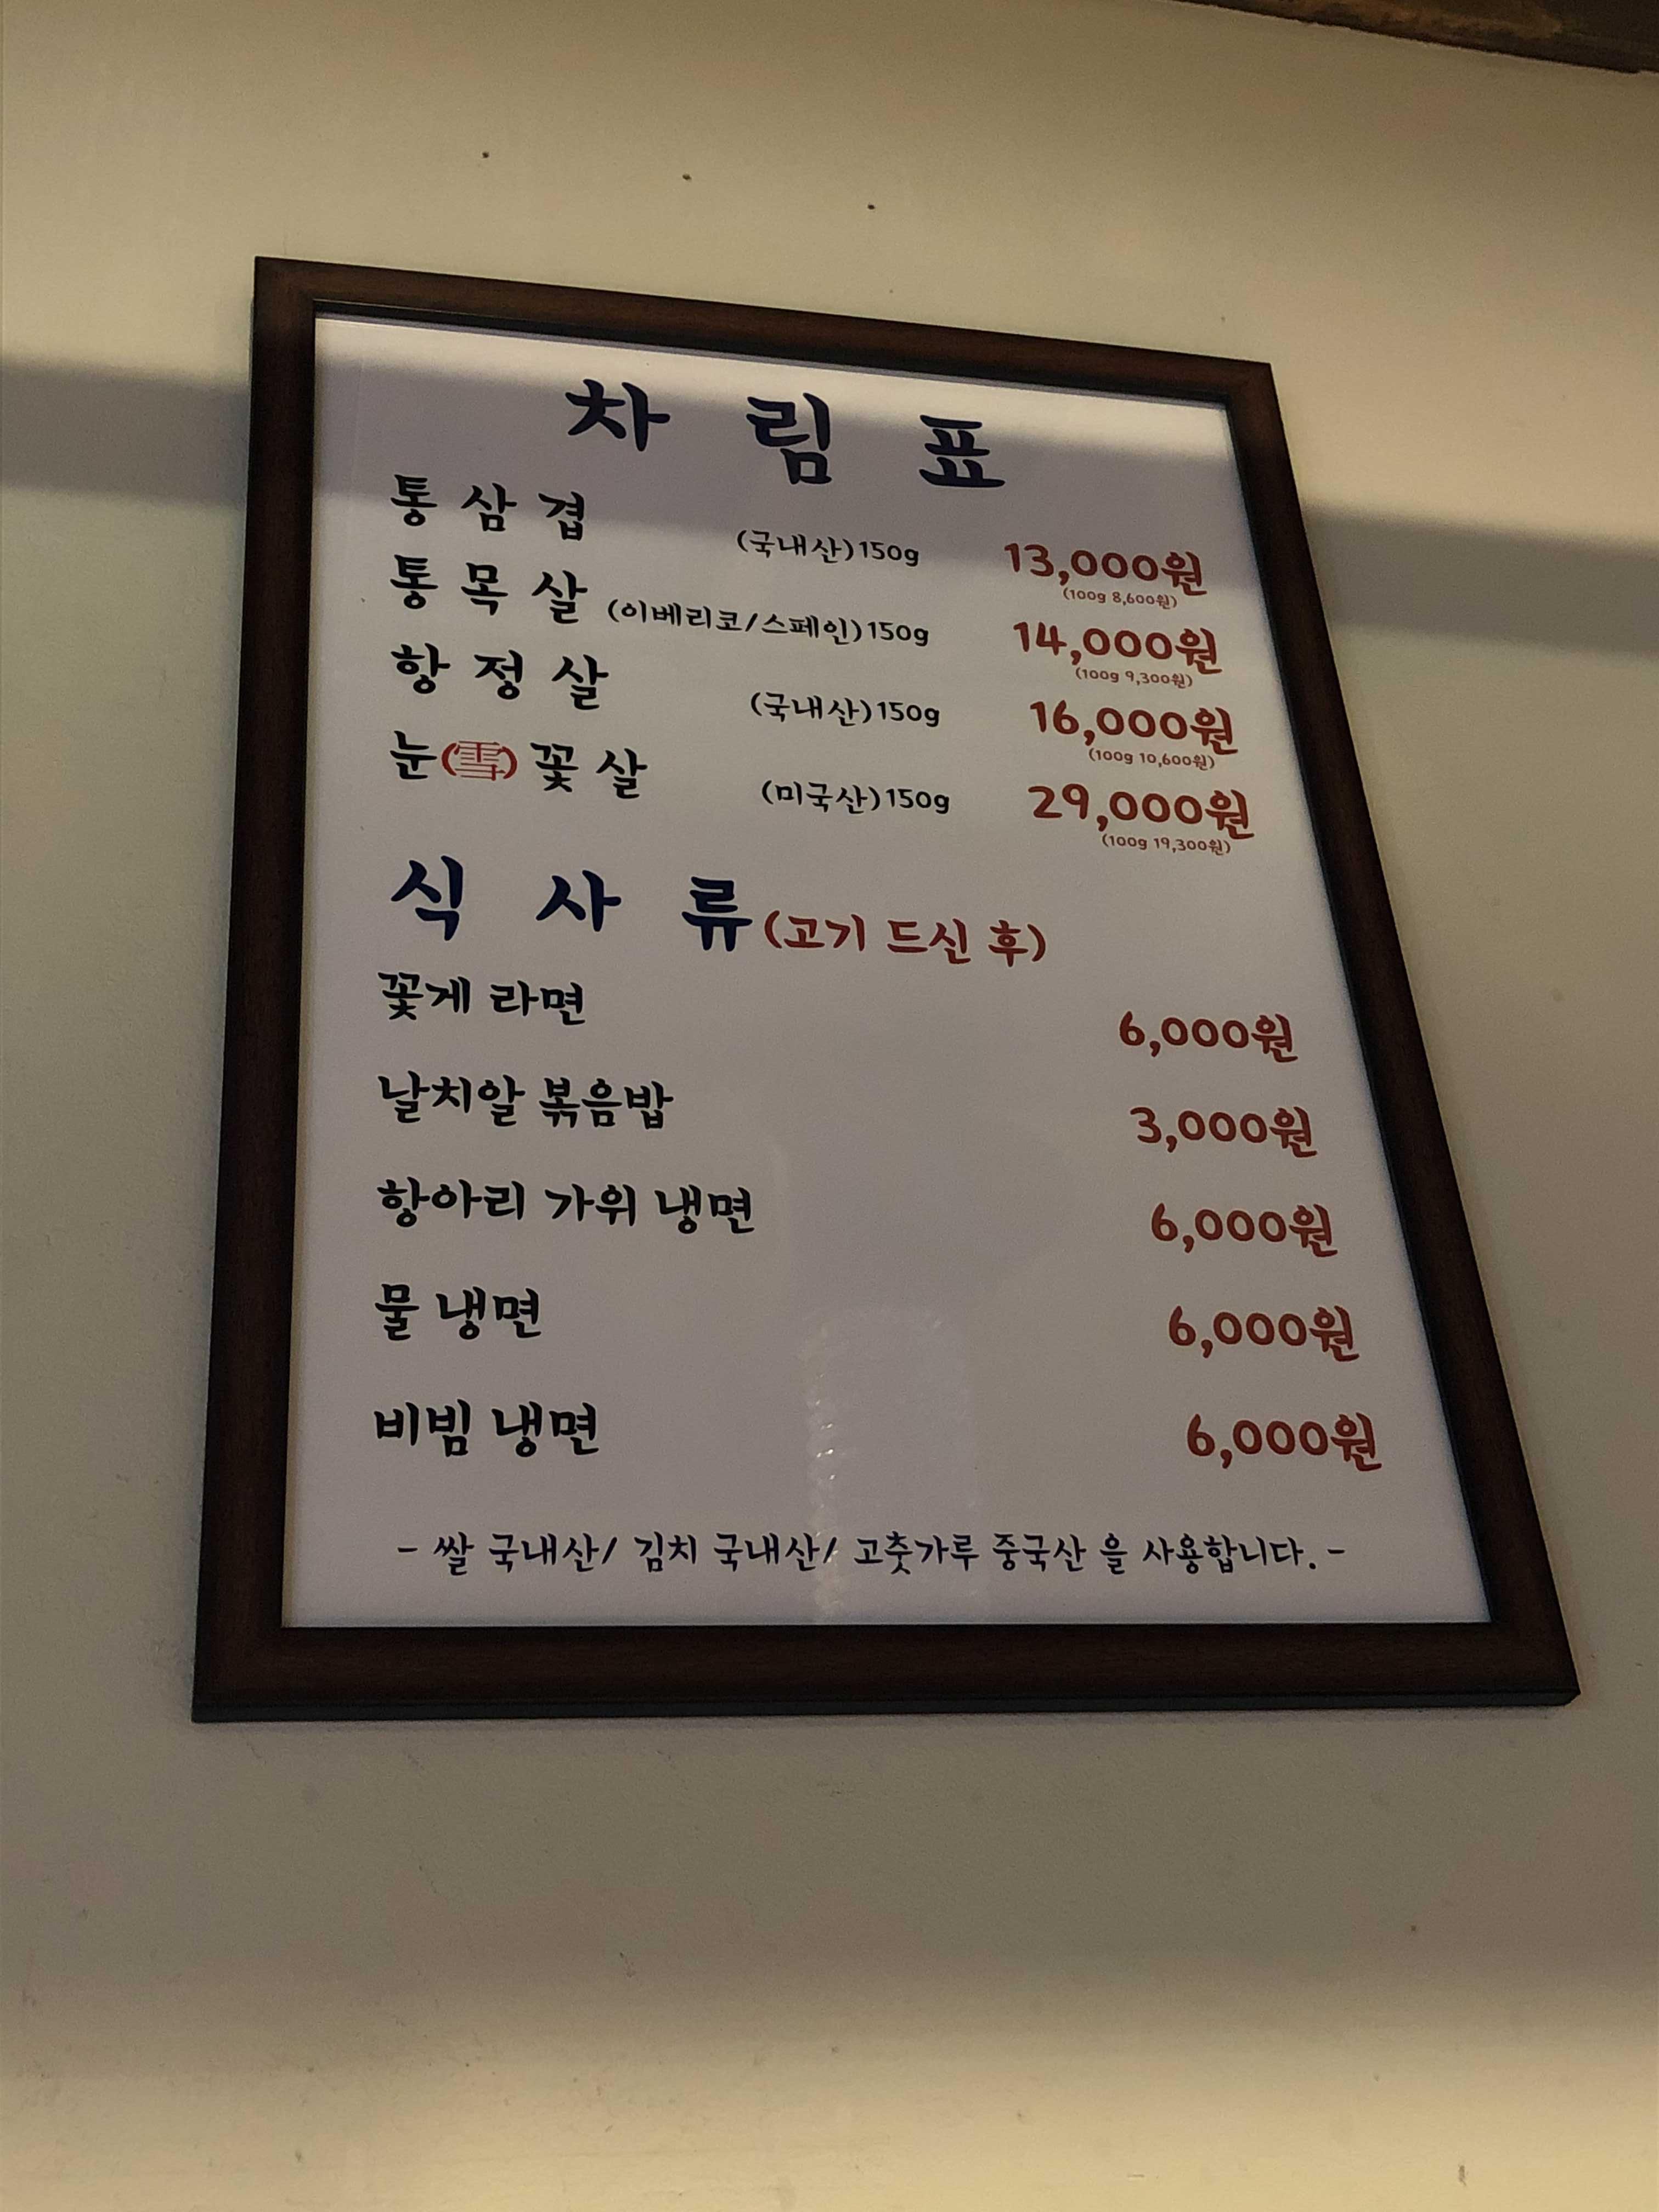 차 림 표
통 삼 겹 (국내산)150g 13,000원
(100g 8,600원)
통 목 살 (이베리코/스페인)150g 14,000원
(100g 9,300원)
항 정 살 (국내산)150g 16,000원
(100g 10,600원)
눈(雪)꽃 살 (미국산)150g 29,000원
(100g 19,300원)
식 사 류(고기 드신 후)
꽃게 라면 6,000원
날치알 볶음밥 3,000원
항아리 가위 냉면 6,000원
물 냉면 6,000원
비빔 냉면 6,000원
- 쌀 국내산/ 김치 국내산/ 고춧가루 중국산 을 사용합니다. -